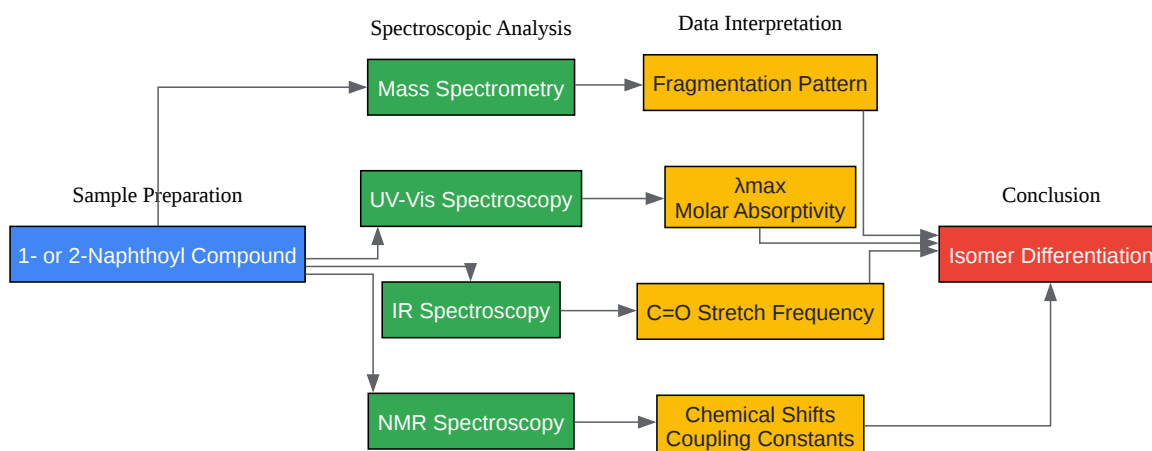 Spectroscopic Analysis
Data Interpretation
Mass Spectrometry
Fragmentation Pattern
Sample Preparation
UV-Vis Spectroscopy
λmax
Molar Absorptivity
Conclusion
1- or 2-Naphthoyl Compound
Isomer Differentiation
IR Spectroscopy
C=O Stretch Frequency
NMR Spectroscopy
Chemical Shifts
Coupling Constants